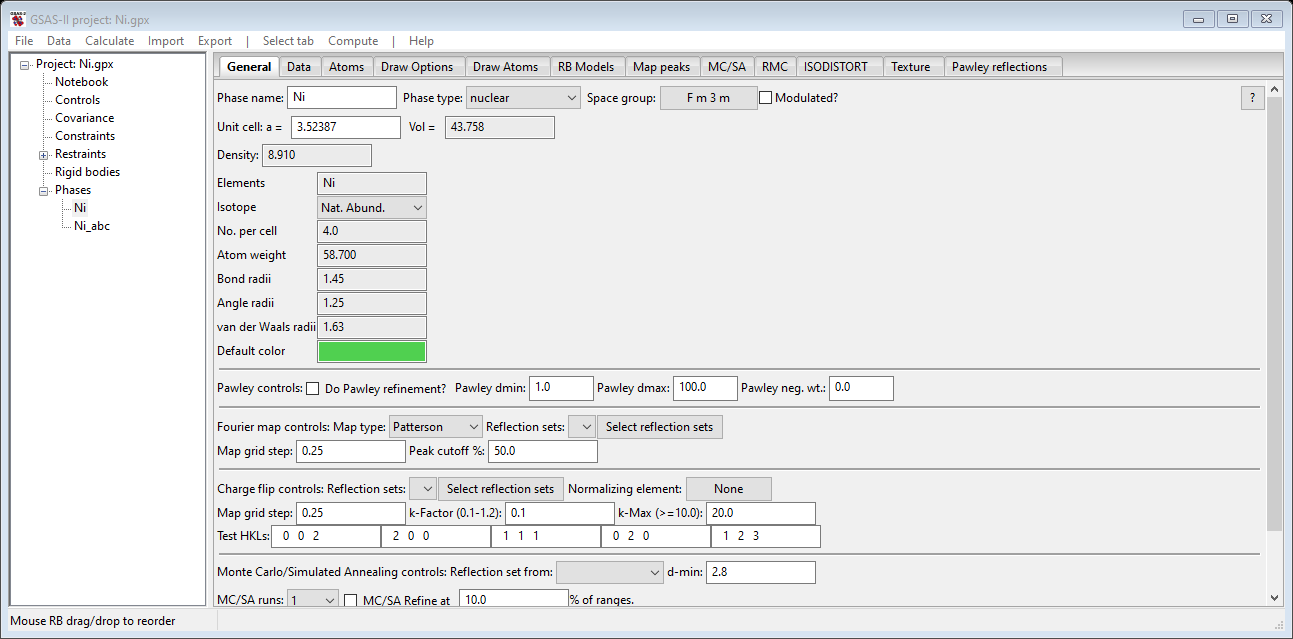 GSAS-II project: Ni.gpx
File Data Calculate Import Export | Select tab Compute | Help
Project: Ni.gpx
Notebook
Controls
Covariance
Constraints
Restraints
Rigid bodies
Phases
Ni
Ni_abc
General Data Atoms Draw Options Draw Atoms RB Models Map peaks MC/SA RMC ISODISTORT Texture Pawley reflections
Phase name: Ni Phase type: nuclear Space group: F m 3 m Modulated? ?
Unit cell: a = 3.52387 Vol = 43.758
Density: 8.910
Elements Ni
Isotope Nat. Abund.
No. per cell 4.0
Atom weight 58.700
Bond radii 1.45
Angle radii 1.25
van der Waals radii 1.63
Default color
Pawley controls: Do Pawley refinement? Pawley dmin: 1.0 Pawley dmax: 100.0 Pawley neg. wt.: 0.0
Fourier map controls: Map type: Patterson Reflection sets: Select reflection sets
Map grid step: 0.25 Peak cutoff %: 50.0
Charge flip controls: Reflection sets: Select reflection sets Normalizing element: None
Map grid step: 0.25 k-Factor (0.1-1.2): 0.1 k-Max (>=10.0): 20.0
Test HKLs: 0 0 2 2 0 0 1 1 1 0 2 0 1 2 3
Monte Carlo/Simulated Annealing controls: Reflection set from: d-min: 2.8
MC/SA runs: 1 MC/SA Refine at 10.0 % of ranges.
Mouse RB drag/drop to reorder